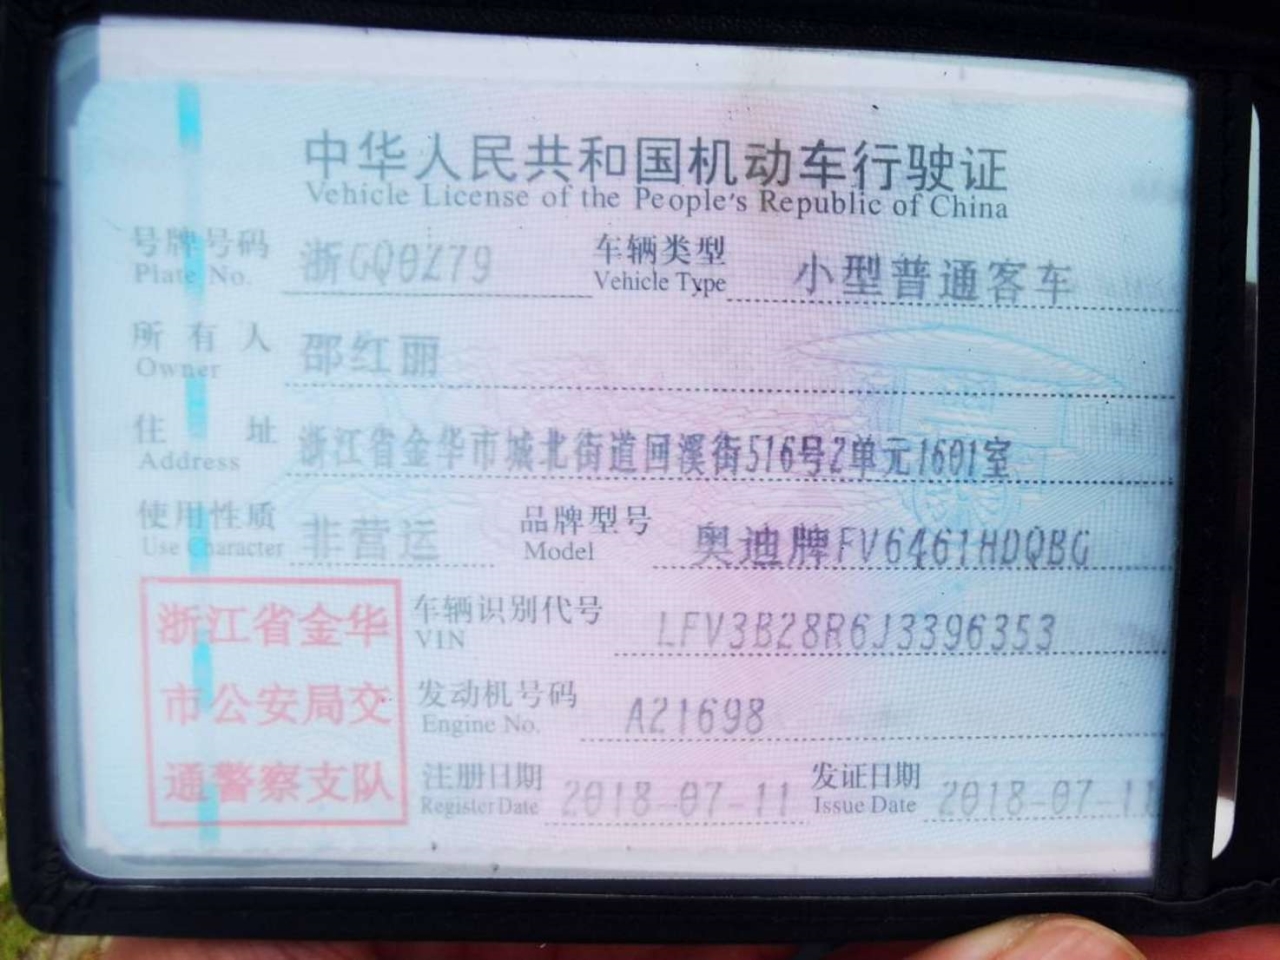 中华人民共和国机动车行驶证
Vehicle License of the People's Republic of China
号牌号码 浙GQ0Z79 车辆类型 小型普通客车
Plate No. Vehicle Type
所有人 邵红丽
Owner
住址 浙江省金华市城北街道回溪街516号2单元1601室
Address
使用性质 非营运 品牌型号 奥迪牌FV6461HDQBG
Use Character Model
浙江省金华
市公安局交
通警察支队
车辆识别代号 LFV3B28R6J3396353
VIN
发动机号码 A21698
Engine No.
注册日期 2018-07-11 发证日期 2018-07-11
Register Date Issue Date